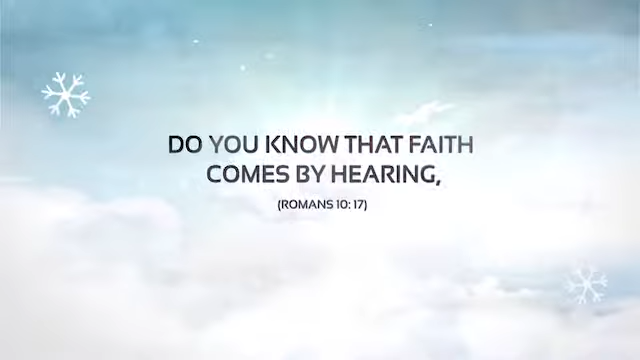 DO YOU KNOW THAT FAITH
COMES BY HEARING,
(ROMANS 10: 17)